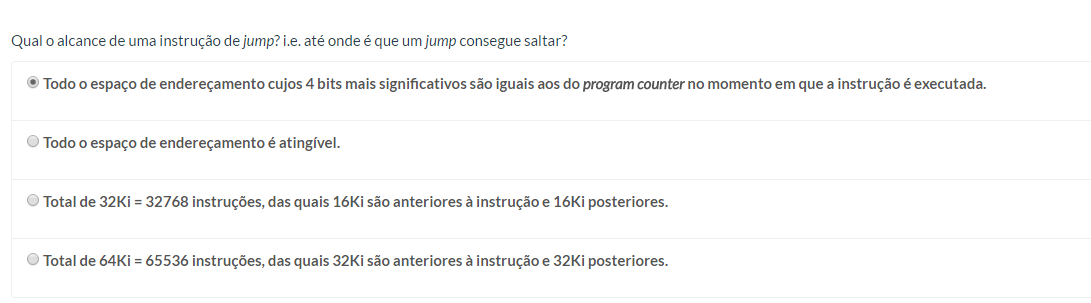 Qual o alcance de uma instrução de jump? i.e. até onde é que um jump consegue saltar?
Todo o espaço de endereçamento cujos 4 bits mais significativos são iguais aos do program counter no momento em que a instrução é executada.
Todo o espaço de endereçamento é atingível.
Total de 32Ki = 32768 instruções, das quais 16Ki são anteriores à instrução e 16Ki posteriores.
Total de 64Ki = 65536 instruções, das quais 32Ki são anteriores à instrução e 32Ki posteriores.